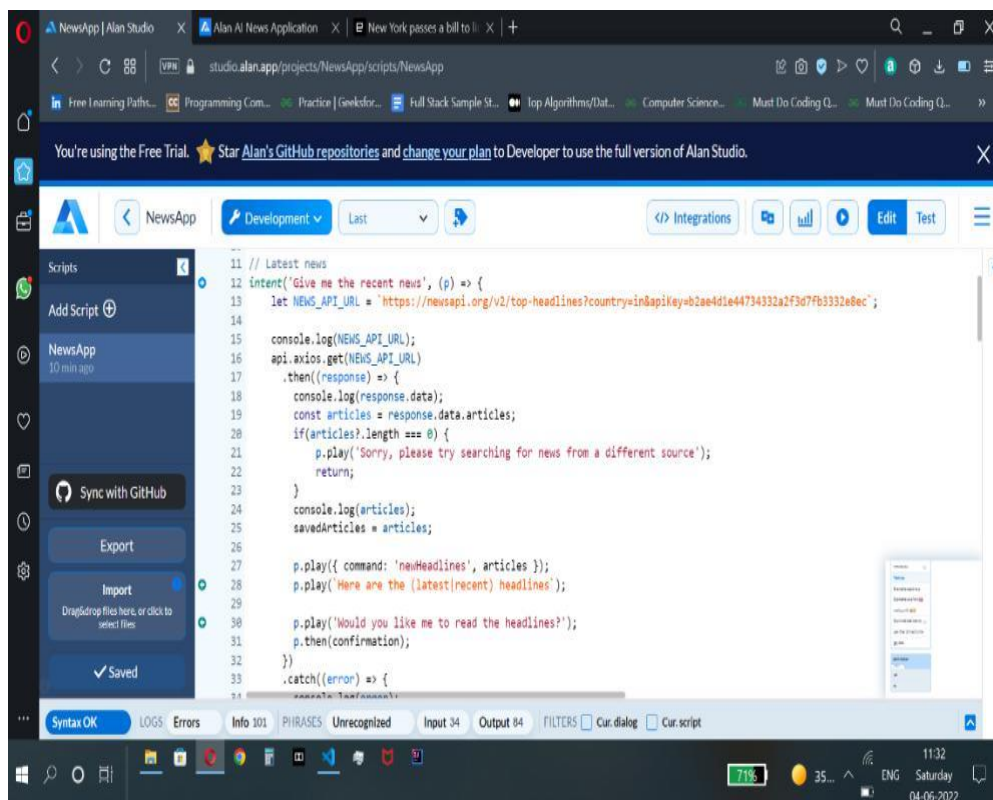 NewsApp | Alan Studio X Alan AI News Application X New York passes a bill to li X +
VPN studio.alan.app/projects/NewsApp/scripts/NewsApp
Free Learning Paths... Programming Com... Practice | Geeksfor... Full Stack Sample St... Top Algorithms/Dat... Computer Science... Must Do Coding Q... Must Do Coding Q... »
You're using the Free Trial. Star Alan's GitHub repositories and change your plan to Developer to use the full version of Alan Studio. X
NewsApp Development Last </> Integrations Edit Test
Scripts
Add Script
NewsApp
10 min ago
Sync with GitHub
Export
Import
Drag&drop files here, or click to
select files
Saved
11 // Latest news
12 intent('Give me the recent news', (p) => {
13 let NEWS_API_URL = `https://newsapi.org/v2/top-headlines?country=in&apiKey=b2ae4d1e44734332a2f3d7fb3332e8ec`;
14
15 console.log(NEWS_API_URL);
16 api.axios.get(NEWS_API_URL)
17 .then((response) => {
18 console.log(response.data);
19 const articles = response.data.articles;
20 if(articles?.length === 0) {
21 p.play('Sorry, please try searching for news from a different source');
22 return;
23 }
24 console.log(articles);
25 savedArticles = articles;
26
27 p.play({ command: 'newHeadlines', articles });
28 p.play(`Here are the (latest|recent) headlines`);
29
30 p.play('Would you like me to read the headlines?');
31 p.then(confirmation);
32 })
33 .catch((error) => {
34 console.log(error);
Syntax OK LOGS Errors Info 101 PHRASES Unrecognized Input 34 Output 84 FILTERS Cur. dialog Cur. script
71% 35... ENG 11:32
Saturday
04-06-2022